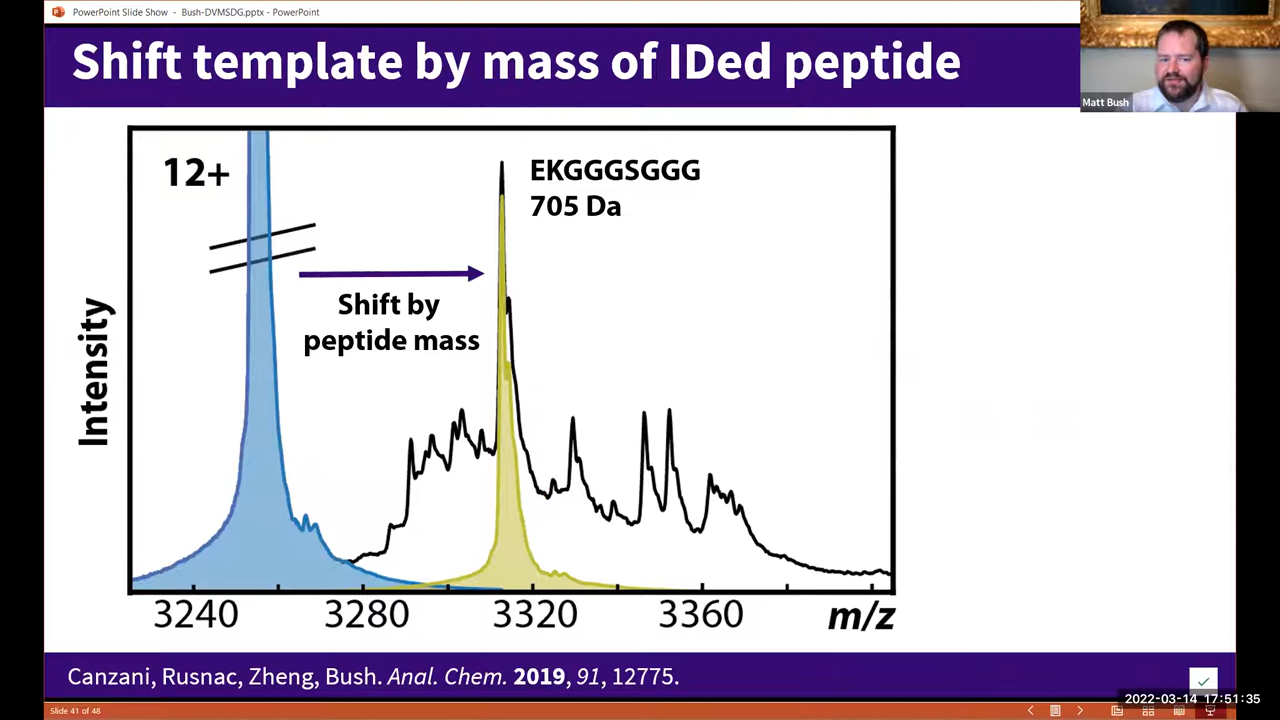 PowerPoint Slide Show - Bush-DVMSDG.pptx - PowerPoint
Shift template by mass of IDed peptide
Matt Bush
12+
EKGGGSGGG
705 Da
Shift by
peptide mass
Intensity
3240 3280 3320 3360 m/z
Canzani, Rusnac, Zheng, Bush. Anal. Chem. 2019, 91, 12775.
2022-03-14 17:51:35
Slide 41 of 48